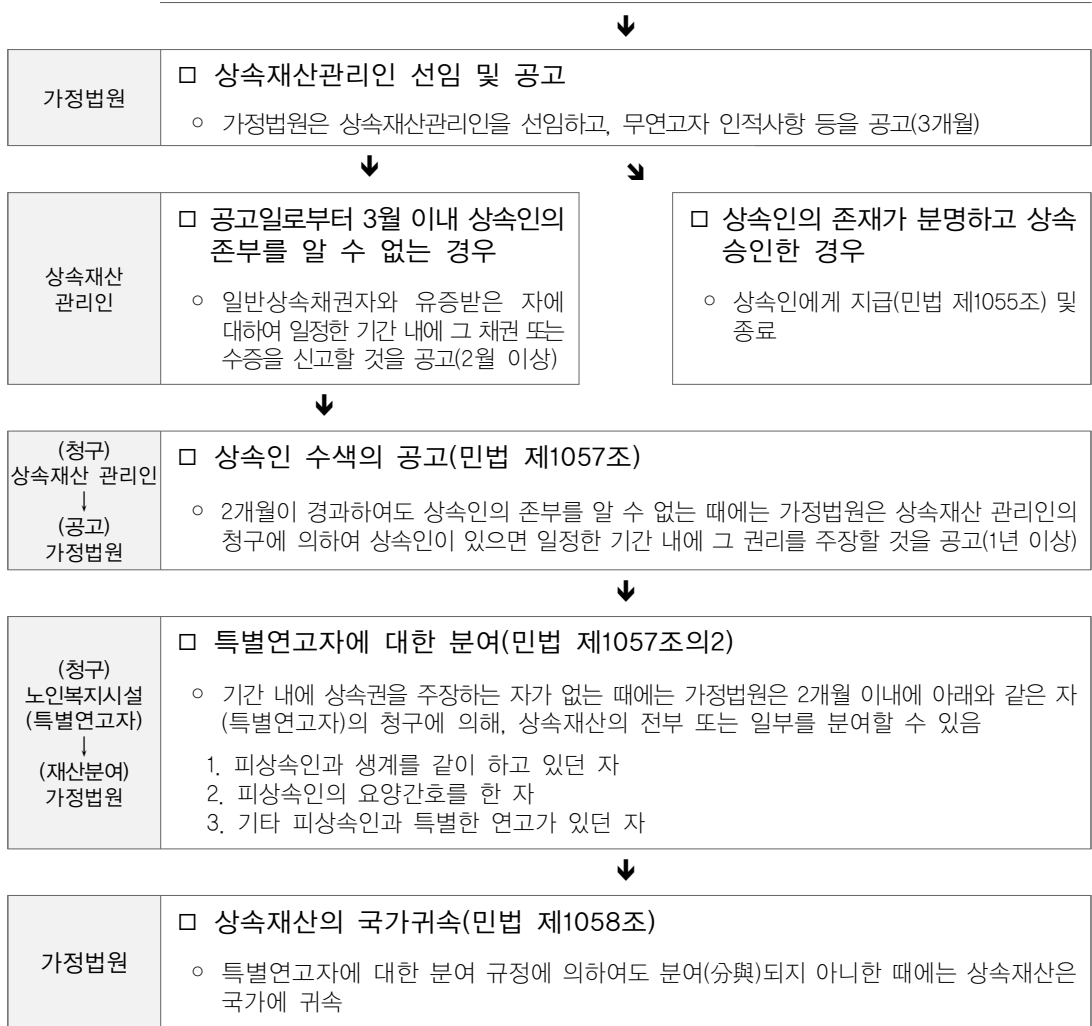 가정법원
□ 상속재산관리인 선임 및 공고
○ 가정법원은 상속재산관리인을 선임하고, 무연고자 인적사항 등을 공고(3개월)
상속재산
관리인
□ 공고일로부터 3월 이내 상속인의
존부를 알 수 없는 경우
○ 일반상속채권자와 유증받은 자에
대하여 일정한 기간 내에 그 채권 또는
수증을 신고할 것을 공고(2월 이상)
□ 상속인의 존재가 분명하고 상속
승인한 경우
○ 상속인에게 지급(민법 제1055조) 및
종료
(청구)
상속재산 관리인
↓
(공고)
가정법원
□ 상속인 수색의 공고(민법 제1057조)
○ 2개월이 경과하여도 상속인의 존부를 알 수 없는 때에는 가정법원은 상속재산 관리인의
청구에 의하여 상속인이 있으면 일정한 기간 내에 그 권리를 주장할 것을 공고(1년 이상)
(청구)
노인복지시설
(특별연고자)
↓
(재산분여)
가정법원
□ 특별연고자에 대한 분여(민법 제1057조의2)
○ 기간 내에 상속권을 주장하는 자가 없는 때에는 가정법원은 2개월 이내에 아래와 같은 자
(특별연고자)의 청구에 의해, 상속재산의 전부 또는 일부를 분여할 수 있음
1. 피상속인과 생계를 같이 하고 있던 자
2. 피상속인의 요양간호를 한 자
3. 기타 피상속인과 특별한 연고가 있던 자
가정법원
□ 상속재산의 국가귀속(민법 제1058조)
○ 특별연고자에 대한 분여 규정에 의하여도 분여(分與)되지 아니한 때에는 상속재산은
국가에 귀속